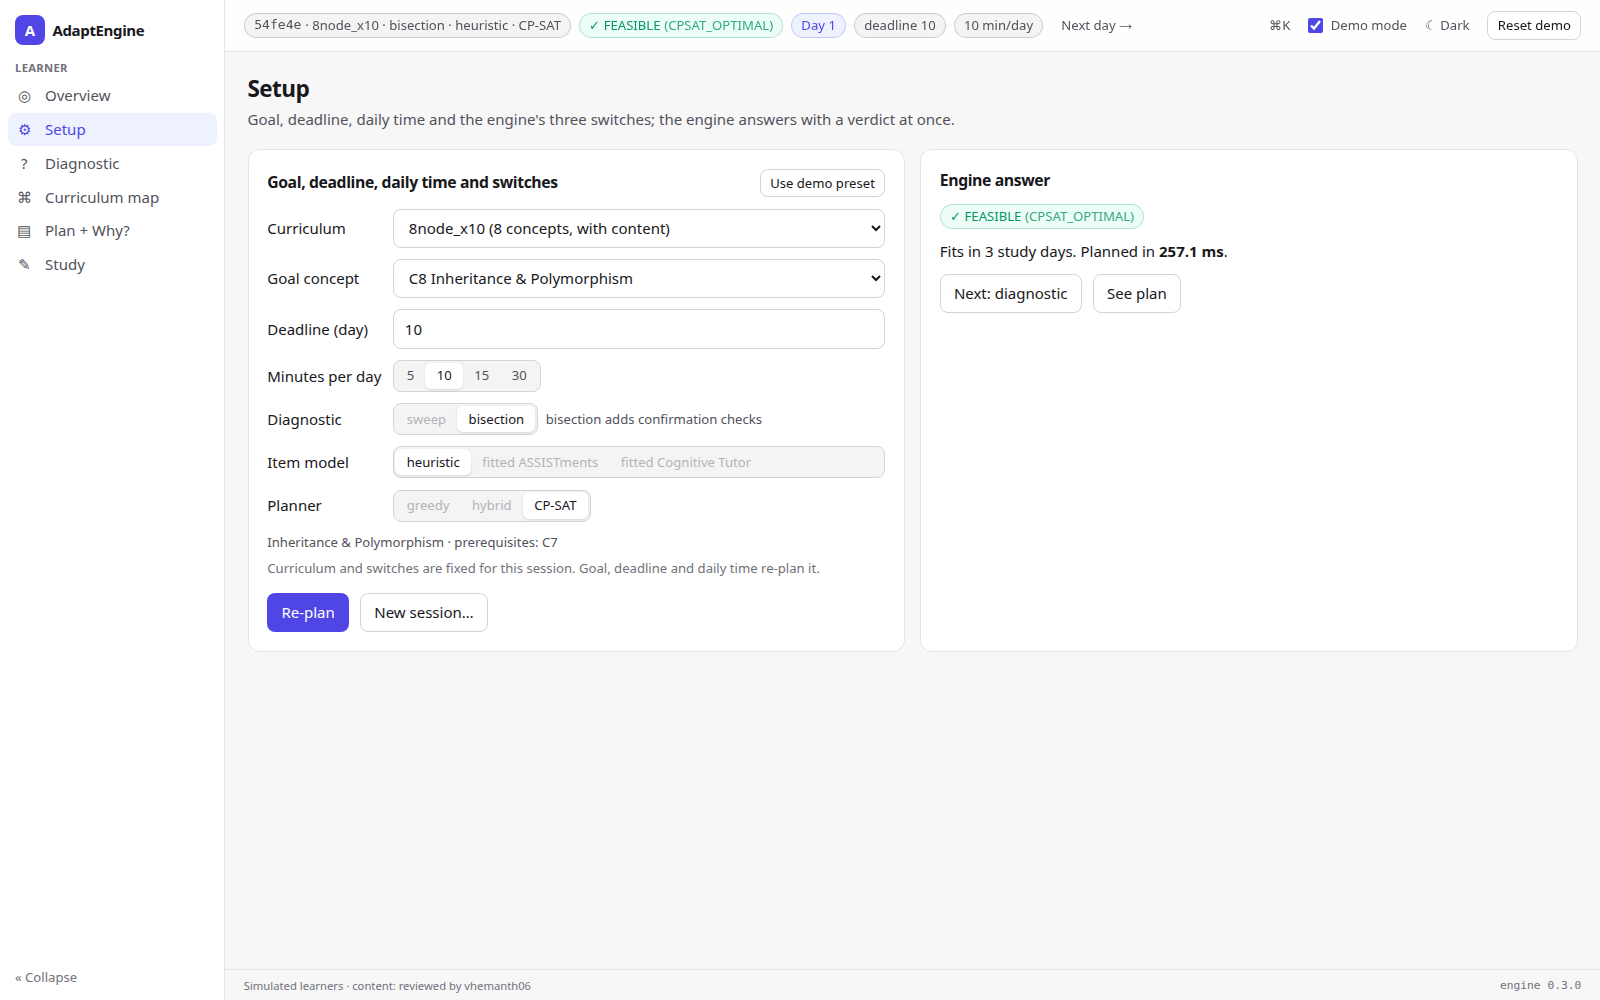 A AdaptEngine
LEARNER
◎ Overview
⚙ Setup
? Diagnostic
⌘ Curriculum map
▤ Plan + Why?
✎ Study
« Collapse
54fe4e · 8node_x10 · bisection · heuristic · CP-SAT ✓ FEASIBLE (CPSAT_OPTIMAL) Day 1 deadline 10 10 min/day Next day → ⌘K Demo mode ☾ Dark Reset demo
Setup
Goal, deadline, daily time and the engine's three switches; the engine answers with a verdict at once.
Goal, deadline, daily time and switches Use demo preset
Curriculum 8node_x10 (8 concepts, with content)
Goal concept C8 Inheritance & Polymorphism
Deadline (day) 10
Minutes per day 5 10 15 30
Diagnostic sweep bisection bisection adds confirmation checks
Item model heuristic fitted ASSISTments fitted Cognitive Tutor
Planner greedy hybrid CP-SAT
Inheritance & Polymorphism · prerequisites: C7
Curriculum and switches are fixed for this session. Goal, deadline and daily time re-plan it.
Re-plan New session...
Engine answer
✓ FEASIBLE (CPSAT_OPTIMAL)
Fits in 3 study days. Planned in 257.1 ms.
Next: diagnostic See plan
Simulated learners · content: reviewed by vhemanth06 engine 0.3.0